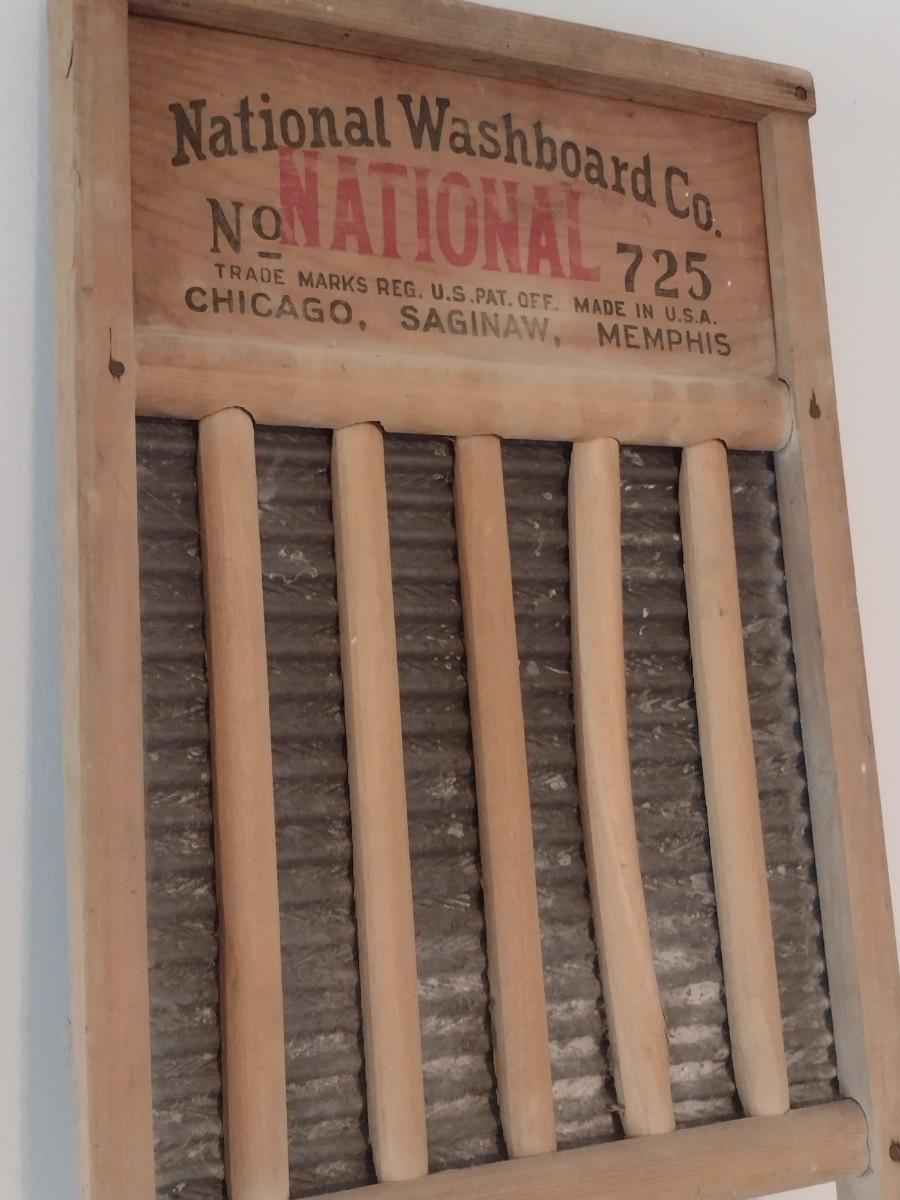 National Washboard Co.
NATIONAL
No 725
TRADE MARKS REG. U.S. PAT. OFF. MADE IN U.S.A.
CHICAGO, SAGINAW, MEMPHIS